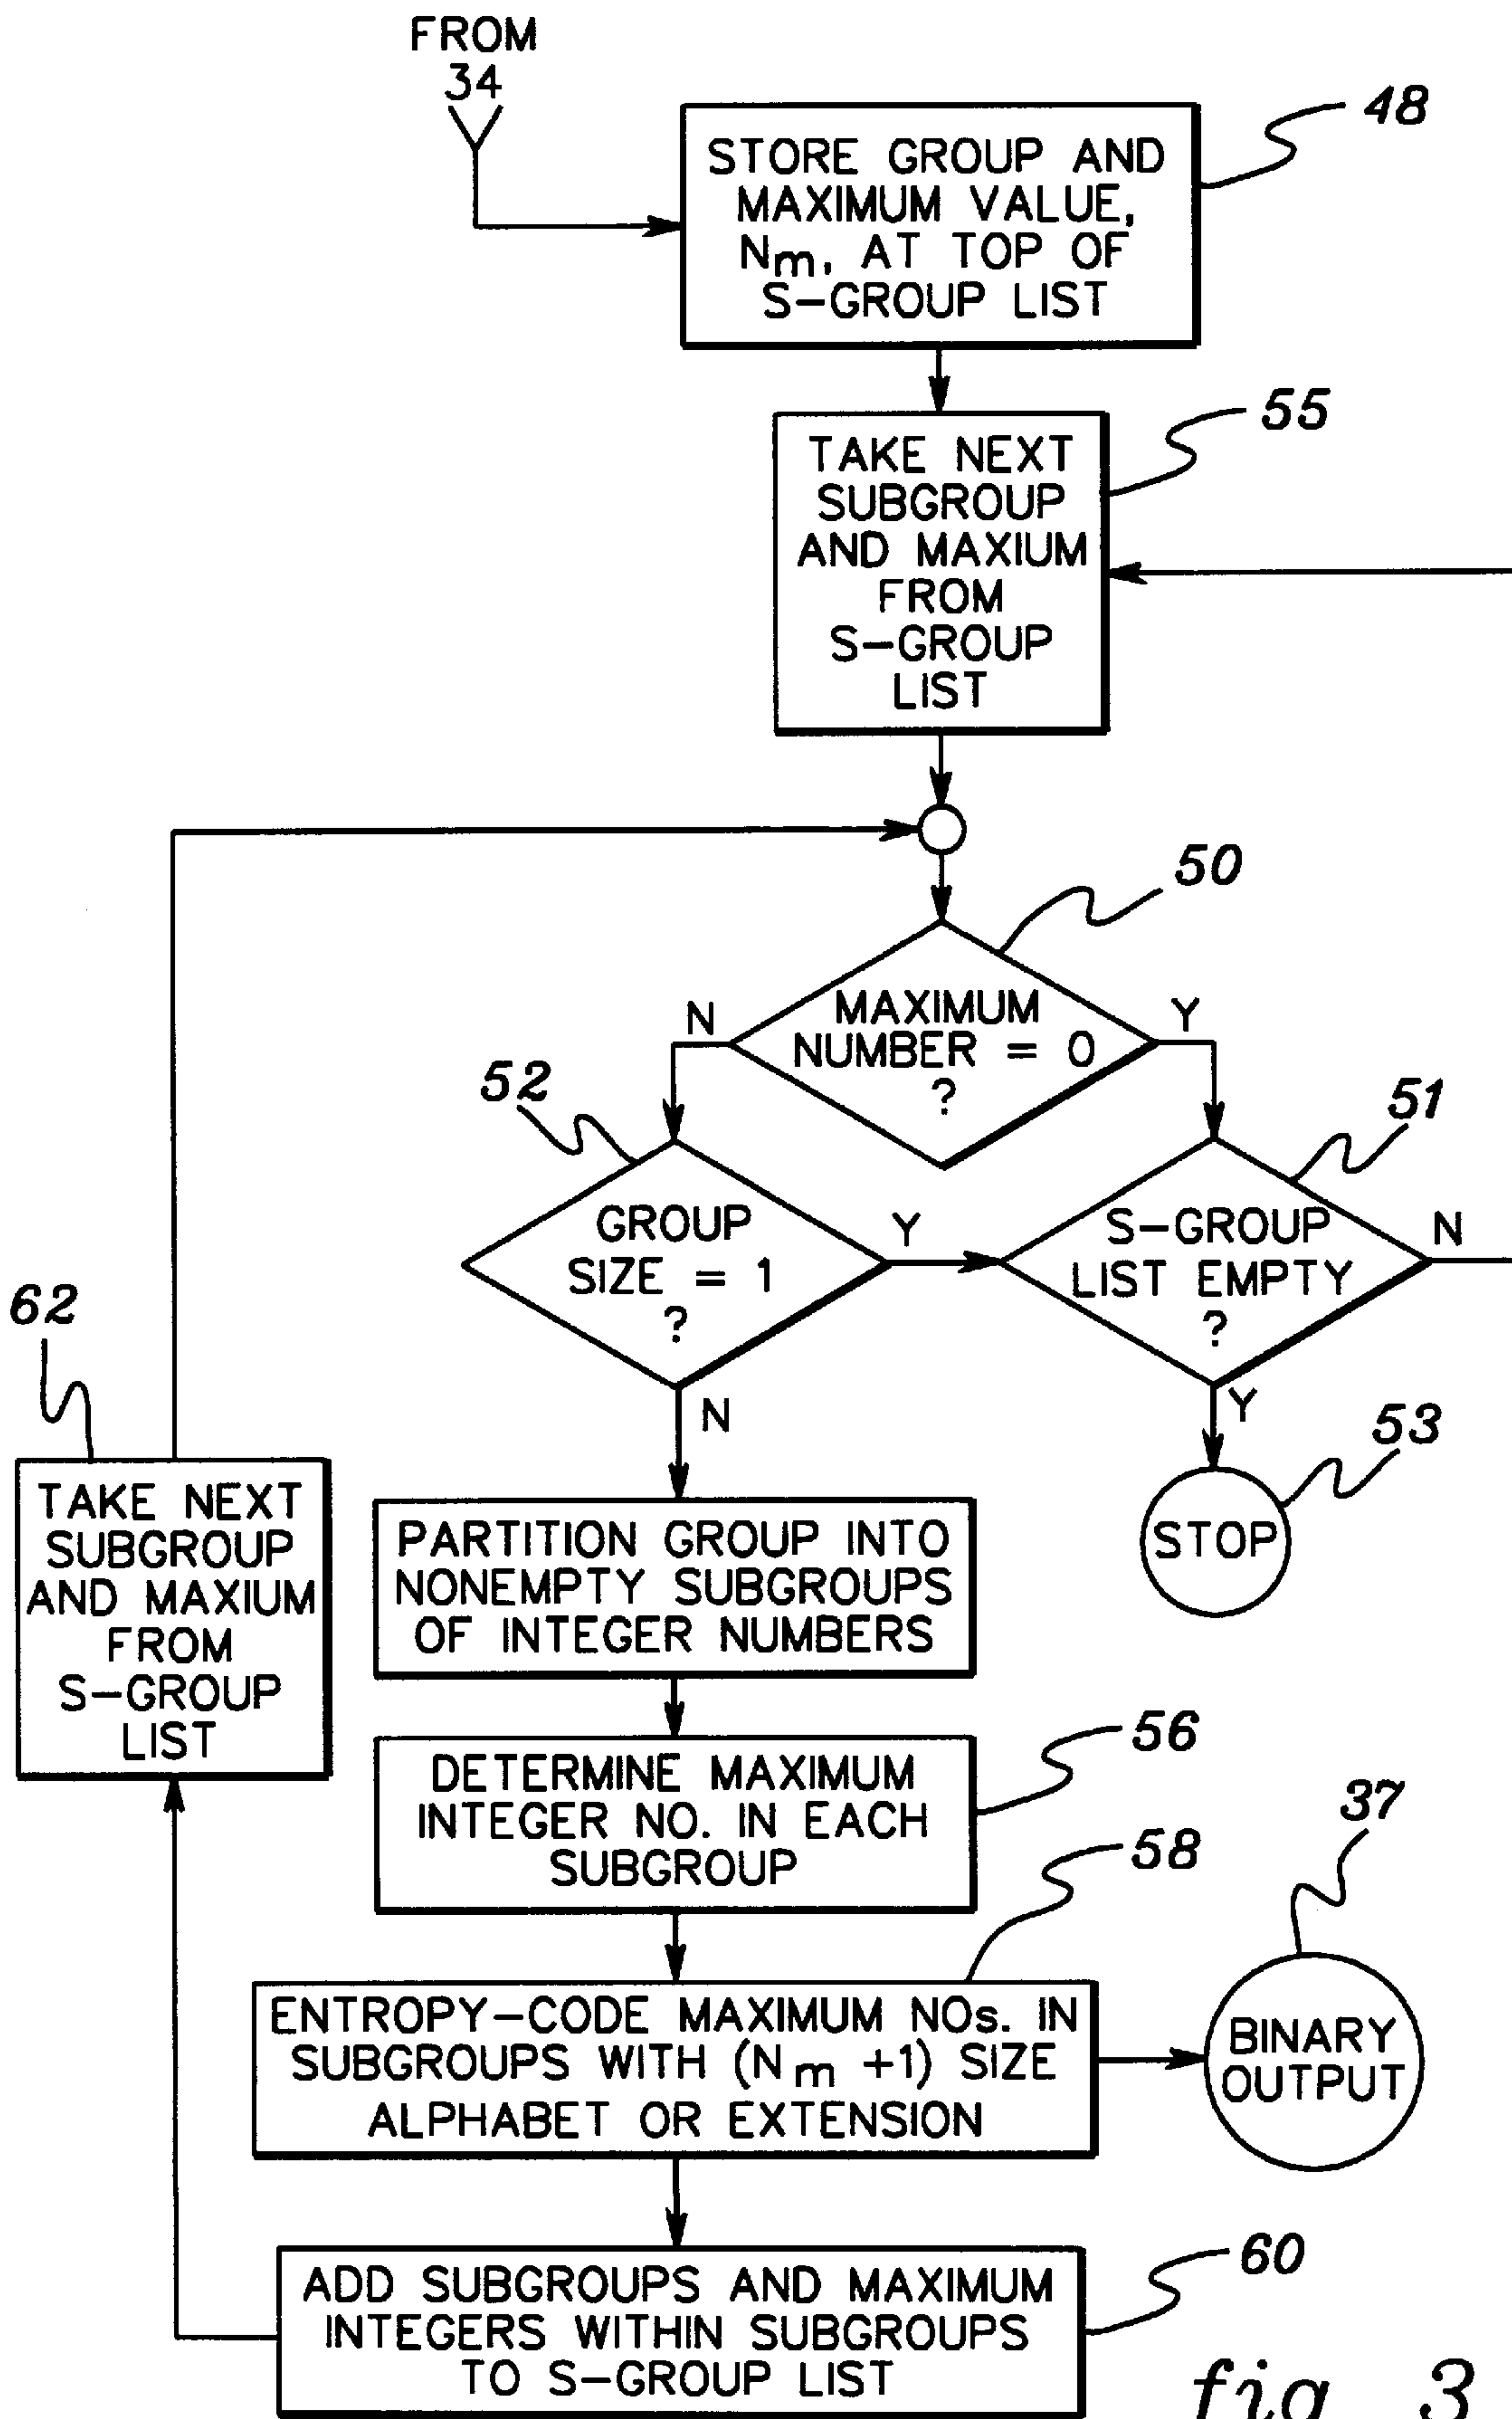 FROM
34
48
STORE GROUP AND
MAXIMUM VALUE,
Nm, AT TOP OF
S-GROUP LIST
55
TAKE NEXT
SUBGROUP
AND MAXIUM
FROM
S-GROUP
LIST
50
MAXIMUM
NUMBER = 0
?
N
Y
52
51
GROUP
SIZE = 1
?
Y
S-GROUP
LIST EMPTY
?
N
N
Y
62
53
TAKE NEXT
SUBGROUP
AND MAXIUM
FROM
S-GROUP
LIST
STOP
PARTITION GROUP INTO
NONEMPTY SUBGROUPS
OF INTEGER NUMBERS
56
DETERMINE MAXIMUM
INTEGER NO. IN EACH
SUBGROUP
37
58
ENTROPY-CODE MAXIMUM NOs. IN
SUBGROUPS WITH (Nm +1) SIZE
ALPHABET OR EXTENSION
BINARY
OUTPUT
60
ADD SUBGROUPS AND MAXIMUM
INTEGERS WITHIN SUBGROUPS
TO S-GROUP LIST
fig. 3